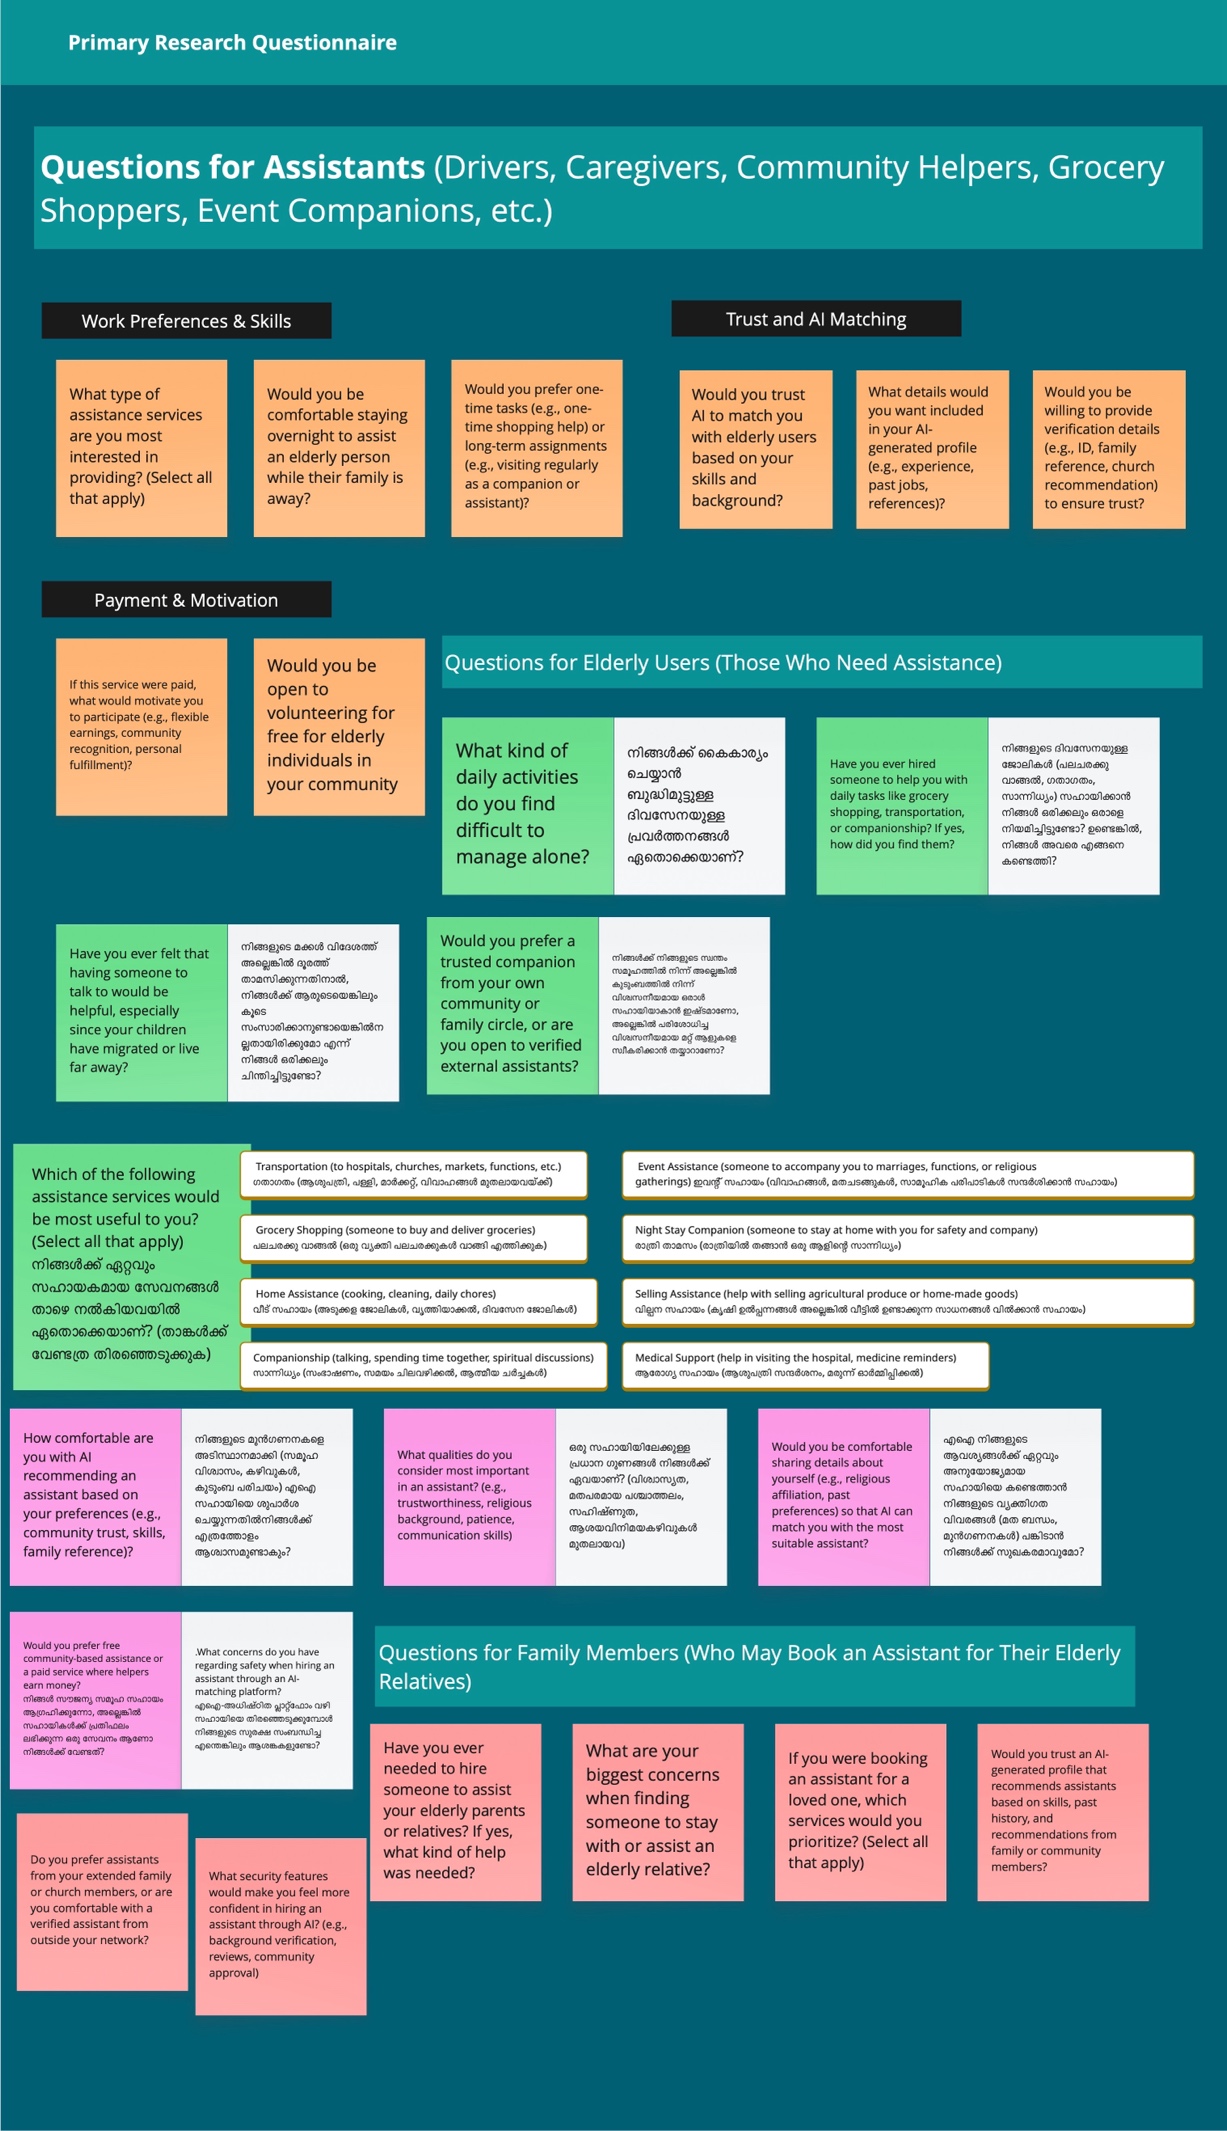 Primary Research Questionnaire
Questions for Assistants (Drivers, Caregivers, Community Helpers, Grocery
Shoppers, Event Companions, etc.)
Work Preferences & Skills
What type of
assistance services
are you most
interested in
providing? (Select all
that apply)
Would you be
comfortable staying
overnight to assist
an elderly person
while their family is
away?
Would you prefer one-
time tasks (e.g., one-
time shopping help) or
long-term assignments
(e.g., visiting regularly
as a companion or
assistant)?
Trust and AI Matching
Would you trust
AI to match you
with elderly users
based on your
skills and
background?
What details would
you want included
in your AI-
generated profile
(e.g., experience,
past jobs,
references)?
Would you be
willing to provide
verification details
(e.g., ID, family
reference, church
recommendation)
to ensure trust?
Payment & Motivation
If this service were paid,
what would motivate you
to participate (e.g., flexible
earnings, community
recognition, personal
fulfillment)?
Would you be
open to
volunteering for
free for elderly
individuals in
your community
Questions for Elderly Users (Those Who Need Assistance)
What kind of
daily activities
do you find
difficult to
manage alone?
നിങ്ങൾക്ക് കൈകാര്യം
ചെയ്യാൻ
ബുദ്ധിമുട്ടുള്ള
ദിവസേനയുള്ള
പ്രവർത്തനങ്ങൾ
ഏതൊക്കെയാണ്?
Have you ever hired
someone to help you with
daily tasks like grocery
shopping, transportation,
or companionship? If yes,
how did you find them?
നിങ്ങളുടെ ദിവസേനയുള്ള
ജോലികൾ (പലചരക്കു
വാങ്ങൽ, ഗതാഗതം,
സാന്നിധ്യം) സഹായിക്കാൻ
നിങ്ങൾ ഒരിക്കലും ഒരാളെ
നിയമിച്ചിട്ടുണ്ടോ? ഉണ്ടെങ്കിൽ,
നിങ്ങൾ അവരെ എങ്ങനെ
കണ്ടെത്തി?
Have you ever felt that
having someone to
talk to would be
helpful, especially
since your children
have migrated or live
far away?
നിങ്ങളുടെ മക്കൾ വിദേശത്ത്
അല്ലെങ്കിൽ ദൂരത്ത്
താമസിക്കുന്നതിനാൽ,
നിങ്ങൾക്ക് ആരുടെയെങ്കിലും
കൂടെ
സംസാരിക്കാനുണ്ടായെങ്കിൽന
ല്ലതായിരിക്കുമോ എന്ന്
നിങ്ങൾ ഒരിക്കലും
ചിന്തിച്ചിട്ടുണ്ടോ?
Would you prefer a
trusted companion
from your own
community or
family circle, or are
you open to verified
external assistants?
നിങ്ങൾക്ക് നിങ്ങളുടെ സ്വന്തം
സമൂഹത്തിൽ നിന്ന് അല്ലെങ്കിൽ
കുടുംബത്തിൽ നിന്ന്
വിശ്വസനീയമായ ഒരാൾ
സഹായിയാകാൻ ഇഷ്ടമാണോ,
അല്ലെങ്കിൽ പരിശോധിച്ച
വിശ്വസനീയമായ മറ്റ് ആളുകളെ
സ്വീകരിക്കാൻ തയ്യാറാണോ?
Which of the following
assistance services would
be most useful to you?
(Select all that apply)
നിങ്ങൾക്ക് ഏറ്റവും
സഹായകമായ സേവനങ്ങൾ
താഴെ നൽകിയവയിൽ
ഏതൊക്കെയാണ്? (താങ്കൾക്ക്
വേണ്ടത്ര തിരഞ്ഞെടുക്കുക)
Transportation (to hospitals, churches, markets, functions, etc.)
ഗതാഗതം (ആശുപത്രി, പള്ളി, മാർക്കറ്റ്, വിവാഹങ്ങൾ മുതലായവയ്ക്ക്)
Event Assistance (someone to accompany you to marriages, functions, or religious
gatherings) ഇവന്റ് സഹായം (വിവാഹങ്ങൾ, മതചടങ്ങുകൾ, സാമൂഹിക പരിപാടികൾ സന്ദർശിക്കാൻ സഹായം)
Grocery Shopping (someone to buy and deliver groceries)
പലചരക്കു വാങ്ങൽ (ഒരു വ്യക്തി പലചരക്കുകൾ വാങ്ങി എത്തിക്കുക)
Night Stay Companion (someone to stay at home with you for safety and company)
രാത്രി താമസം (രാത്രിയിൽ തങ്ങാൻ ഒരു ആളിന്റെ സാന്നിധ്യം)
Home Assistance (cooking, cleaning, daily chores)
വീട് സഹായം (അടുക്കള ജോലികൾ, വൃത്തിയാക്കൽ, ദിവസേന ജോലികൾ)
Selling Assistance (help with selling agricultural produce or home-made goods)
വില്പന സഹായം (കൃഷി ഉൽപ്പന്നങ്ങൾ അല്ലെങ്കിൽ വീട്ടിൽ ഉണ്ടാക്കുന്ന സാധനങ്ങൾ വിൽക്കാൻ സഹായം)
Companionship (talking, spending time together, spiritual discussions)
സാന്നിധ്യം (സംഭാഷണം, സമയം ചിലവഴിക്കൽ, ആത്മീയ ചർച്ചകൾ)
Medical Support (help in visiting the hospital, medicine reminders)
ആരോഗ്യ സഹായം (ആശുപത്രി സന്ദർശനം, മരുന്ന് ഓർമ്മിപ്പിക്കൽ)
How comfortable are
you with AI
recommending an
assistant based on
your preferences (e.g.,
community trust, skills,
family reference)?
നിങ്ങളുടെ മുൻഗണനകളെ
അടിസ്ഥാനമാക്കി (സമൂഹ
വിശ്വാസം, കഴിവുകൾ,
കുടുംബ പരിചയം) എഐ
സഹായിയെ ശുപാർശ
ചെയ്യുന്നതിൽനിങ്ങൾക്ക്
എത്രത്തോളം
ആശ്വാസമുണ്ടാകും?
What qualities do you
consider most important
in an assistant? (e.g.,
trustworthiness, religious
background, patience,
communication skills)
ഒരു സഹായിയിലേക്കുള്ള
പ്രധാന ഗുണങ്ങൾ നിങ്ങൾക്ക്
ഏവയാണ്? (വിശ്വാസ്യത,
മതപരമായ പശ്ചാത്തലം,
സഹിഷ്ണുത,
ആശയവിനിമയകഴിവുകൾ
മുതലായവ)
Would you be comfortable
sharing details about
yourself (e.g., religious
affiliation, past
preferences) so that AI can
match you with the most
suitable assistant?
എഐ നിങ്ങളുടെ
ആവശ്യങ്ങൾക്ക് ഏറ്റവും
അനുയോജ്യമായ
സഹായിയെ കണ്ടെത്താൻ
നിങ്ങളുടെ വ്യക്തിഗത
വിവരങ്ങൾ (മത ബന്ധം,
മുൻഗണനകൾ) പങ്കിടാൻ
നിങ്ങൾക്ക് സുഖകരമാവുമോ?
Would you prefer free
community-based assistance or
a paid service where helpers
earn money?
നിങ്ങൾ സൗജന്യ സമൂഹ സഹായം
ആഗ്രഹിക്കുന്നോ, അല്ലെങ്കിൽ
സഹായികൾക്ക് പ്രതിഫലം
ലഭിക്കുന്ന ഒരു സേവനം ആണോ
നിങ്ങൾക്ക് വേണ്ടത്?
.What concerns do you have
regarding safety when hiring an
assistant through an AI-
matching platform?
എഐ-അധിഷ്ഠിത പ്ലാറ്റ്ഫോം വഴി
സഹായിയെ തിരഞ്ഞെടുക്കുമ്പോൾ
നിങ്ങളുടെ സുരക്ഷ സംബന്ധിച്ച
എന്തെങ്കിലും ആശങ്കകളുണ്ടോ?
Questions for Family Members (Who May Book an Assistant for Their Elderly
Relatives)
Have you ever
needed to hire
someone to assist
your elderly parents
or relatives? If yes,
what kind of help
was needed?
What are your
biggest concerns
when finding
someone to stay
with or assist an
elderly relative?
If you were booking
an assistant for a
loved one, which
services would you
prioritize? (Select all
that apply)
Would you trust an AI-
generated profile that
recommends assistants
based on skills, past
history, and
recommendations from
family or community
members?
Do you prefer assistants
from your extended family
or church members, or are
you comfortable with a
verified assistant from
outside your network?
What security features
would make you feel more
confident in hiring an
assistant through AI? (e.g.,
background verification,
reviews, community
approval)